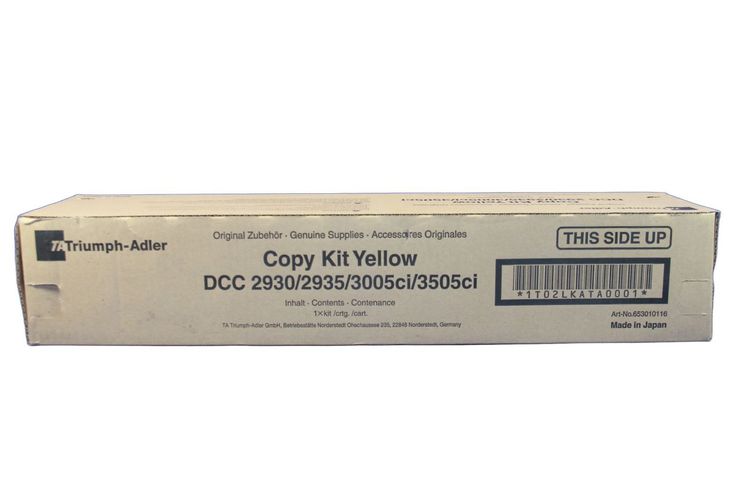 TA Triumph-Adler
Original Zubehör · Genuine Supplies · Accessoires Originales
Copy Kit Yellow
DCC 2930/2935/3005ci/3505ci
Inhalt · Contents · Contenance
1×kit /crtg. /cart.
TA Triumph-Adler GmbH, Betriebsstätte Norderstedt Ohechaussee 235, 22848 Norderstedt, Germany
THIS SIDE UP
*1T02LKATA0001*
Art-No.653010116
Made in Japan